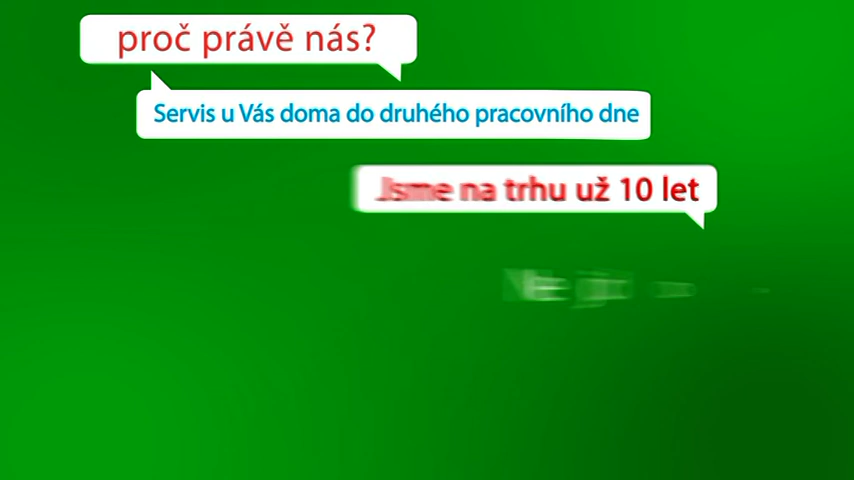 proč právě nás?
Servis u Vás doma do druhého pracovního dne
Jsme na trhu už 10 let